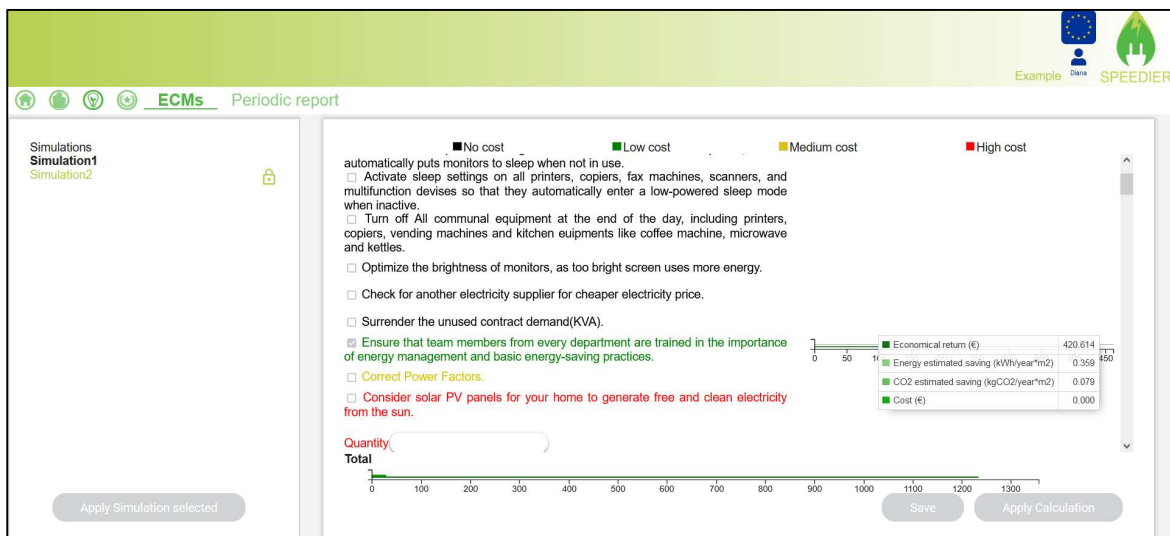 Example Diana SPEEDIER
ECMs Periodic report
Simulations
Simulation1
Simulation2
No cost Low cost Medium cost High cost
automatically puts monitors to sleep when not in use.
Activate sleep settings on all printers, copiers, fax machines, scanners, and
multifunction devises so that they automatically enter a low-powered sleep mode
when inactive.
Turn off All communal equipment at the end of the day, including printers,
copiers, vending machines and kitchen euipments like coffee machine, microwave
and kettles.
Optimize the brightness of monitors, as too bright screen uses more energy.
Check for another electricity supplier for cheaper electricity price.
Surrender the unused contract demand(KVA).
Ensure that team members from every department are trained in the importance
of energy management and basic energy-saving practices.
Correct Power Factors.
Consider solar PV panels for your home to generate free and clean electricity
from the sun.
0 50 450
Economical return (€) 420.614
Energy estimated saving (kWh/year*m2) 0.359
CO2 estimated saving (kgCO2/year*m2) 0.079
Cost (€) 0.000
Quantity
Total
0 100 200 300 400 500 600 700 800 900 1000 1100 1200 1300
Apply Simulation selected
Save Apply Calculation